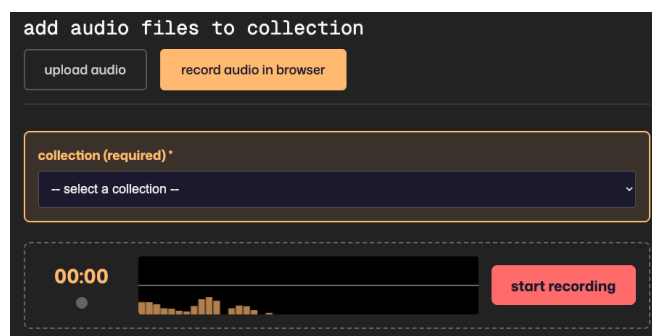 add audio files to collection
upload audio
record audio in browser
collection (required) *
-- select a collection --
00:00
start recording